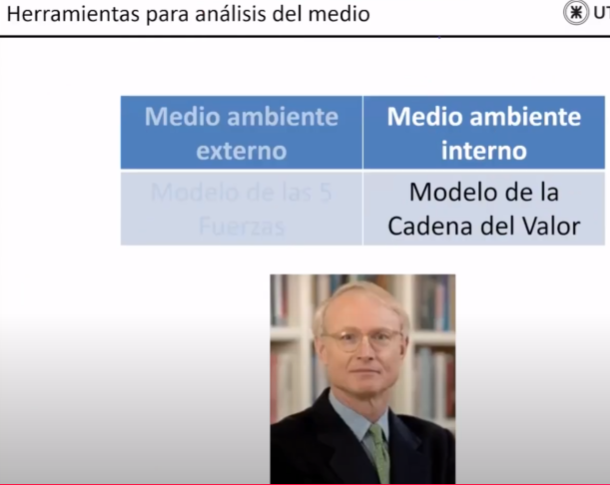 Herramientas para análisis del medio
UT
Medio ambiente
externo
Medio ambiente
interno
Modelo de las 5
Fuerzas
Modelo de la
Cadena del Valor